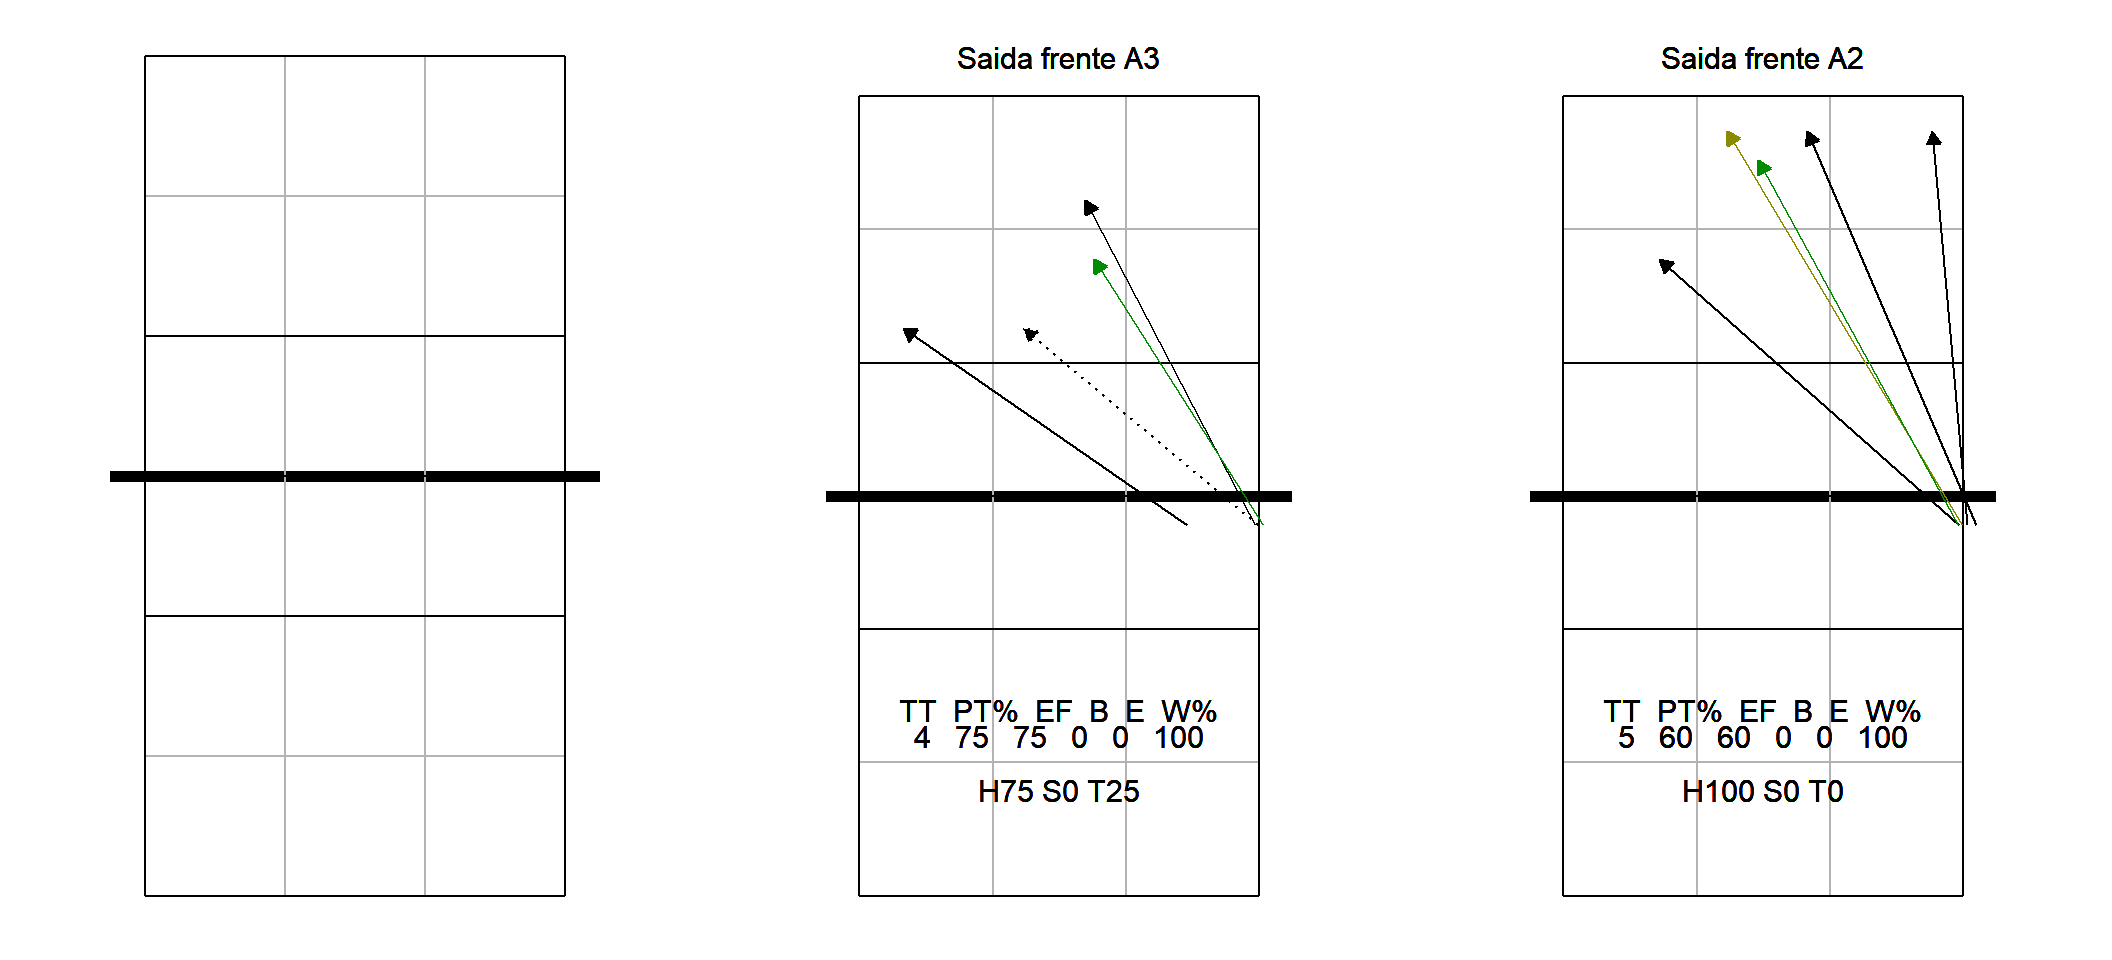 Saida frente A3
TT PT% EF B E W%
4 75 75 0 0 100
H75 S0 T25
Saida frente A2
TT PT% EF B E W%
5 60 60 0 0 100
H100 S0 T0